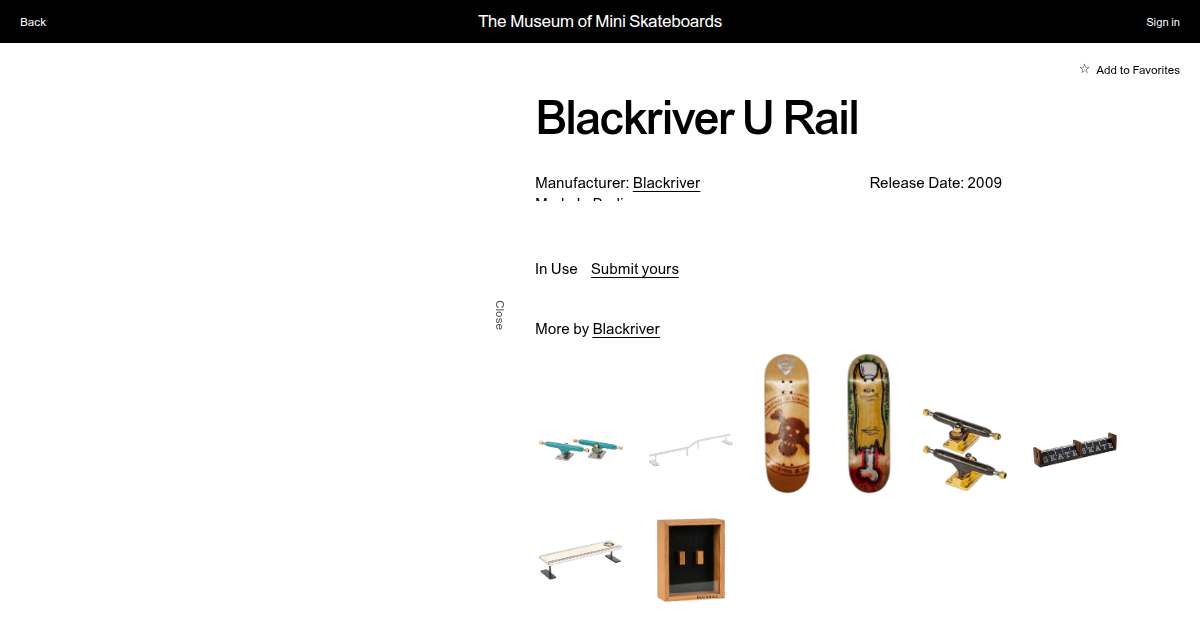 Back
The Museum of Mini Skateboards
Sign in
☆ Add to Favorites
Blackriver U Rail
Manufacturer: Blackriver
Release Date: 2009
In Use
Submit yours
Close
More by Blackriver